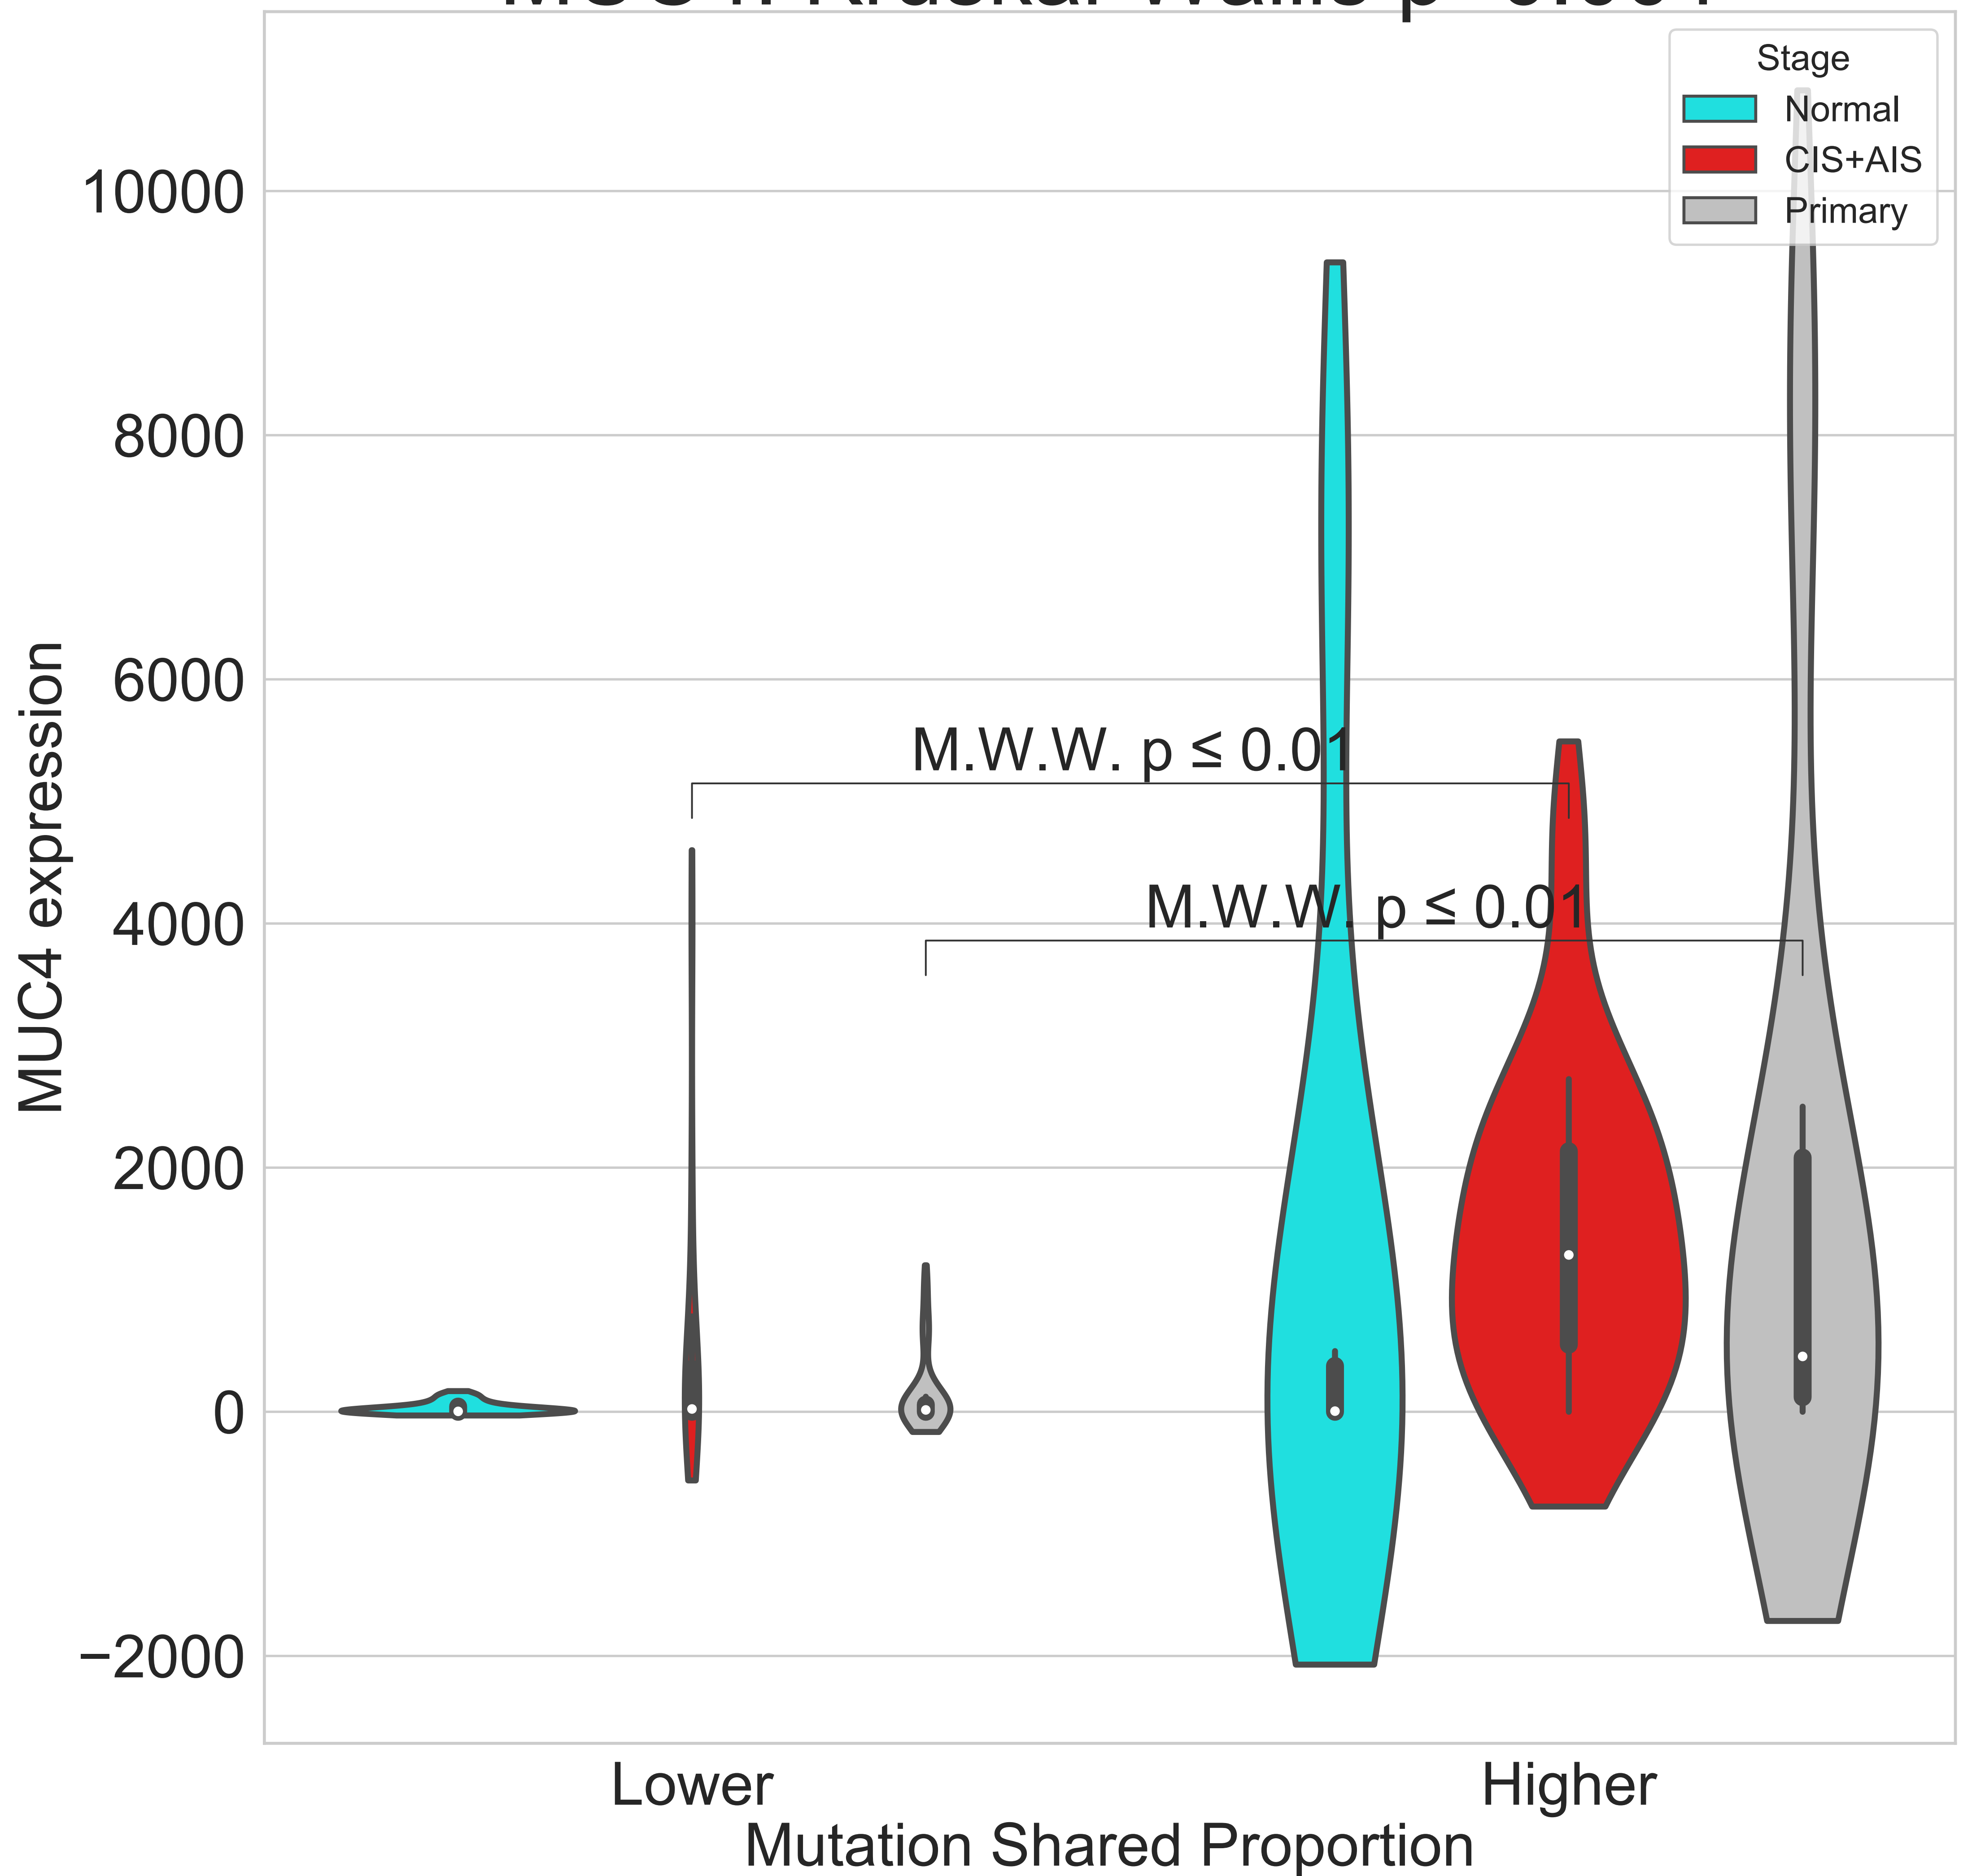 Stage
Normal
CIS+AIS
Primary
10000
8000
6000
4000
2000
0
−2000
MUC4 expression
M.W.W. p ≤ 0.01
M.W.W. p ≤ 0.01
Lower
Higher
Mutation Shared Proportion